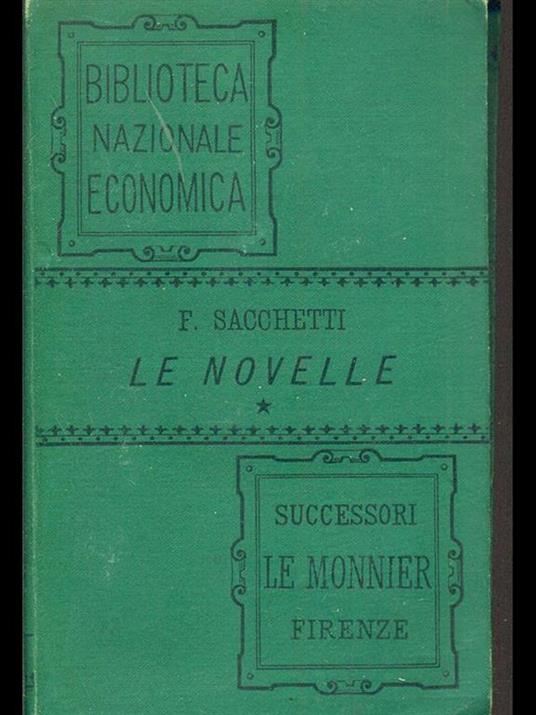 BIBLIOTECA
NAZIONALE
ECONOMICA
F. SACCHETTI
LE NOVELLE
SUCCESSORI
LE MONNIER
FIRENZE